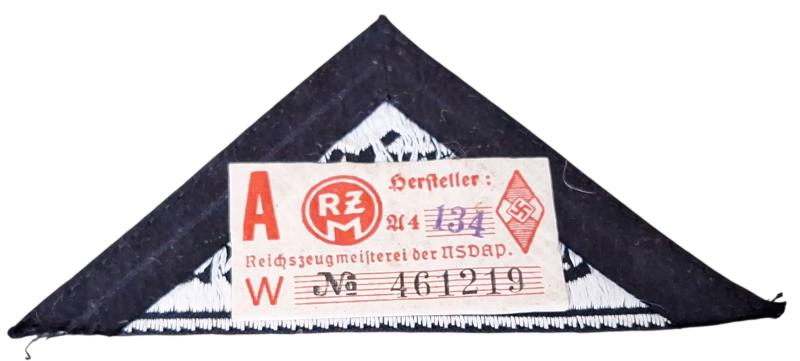 A RZM Herſteller:
A4 134
Reichszeugmeiſterei der NSDAP.
W № 461219